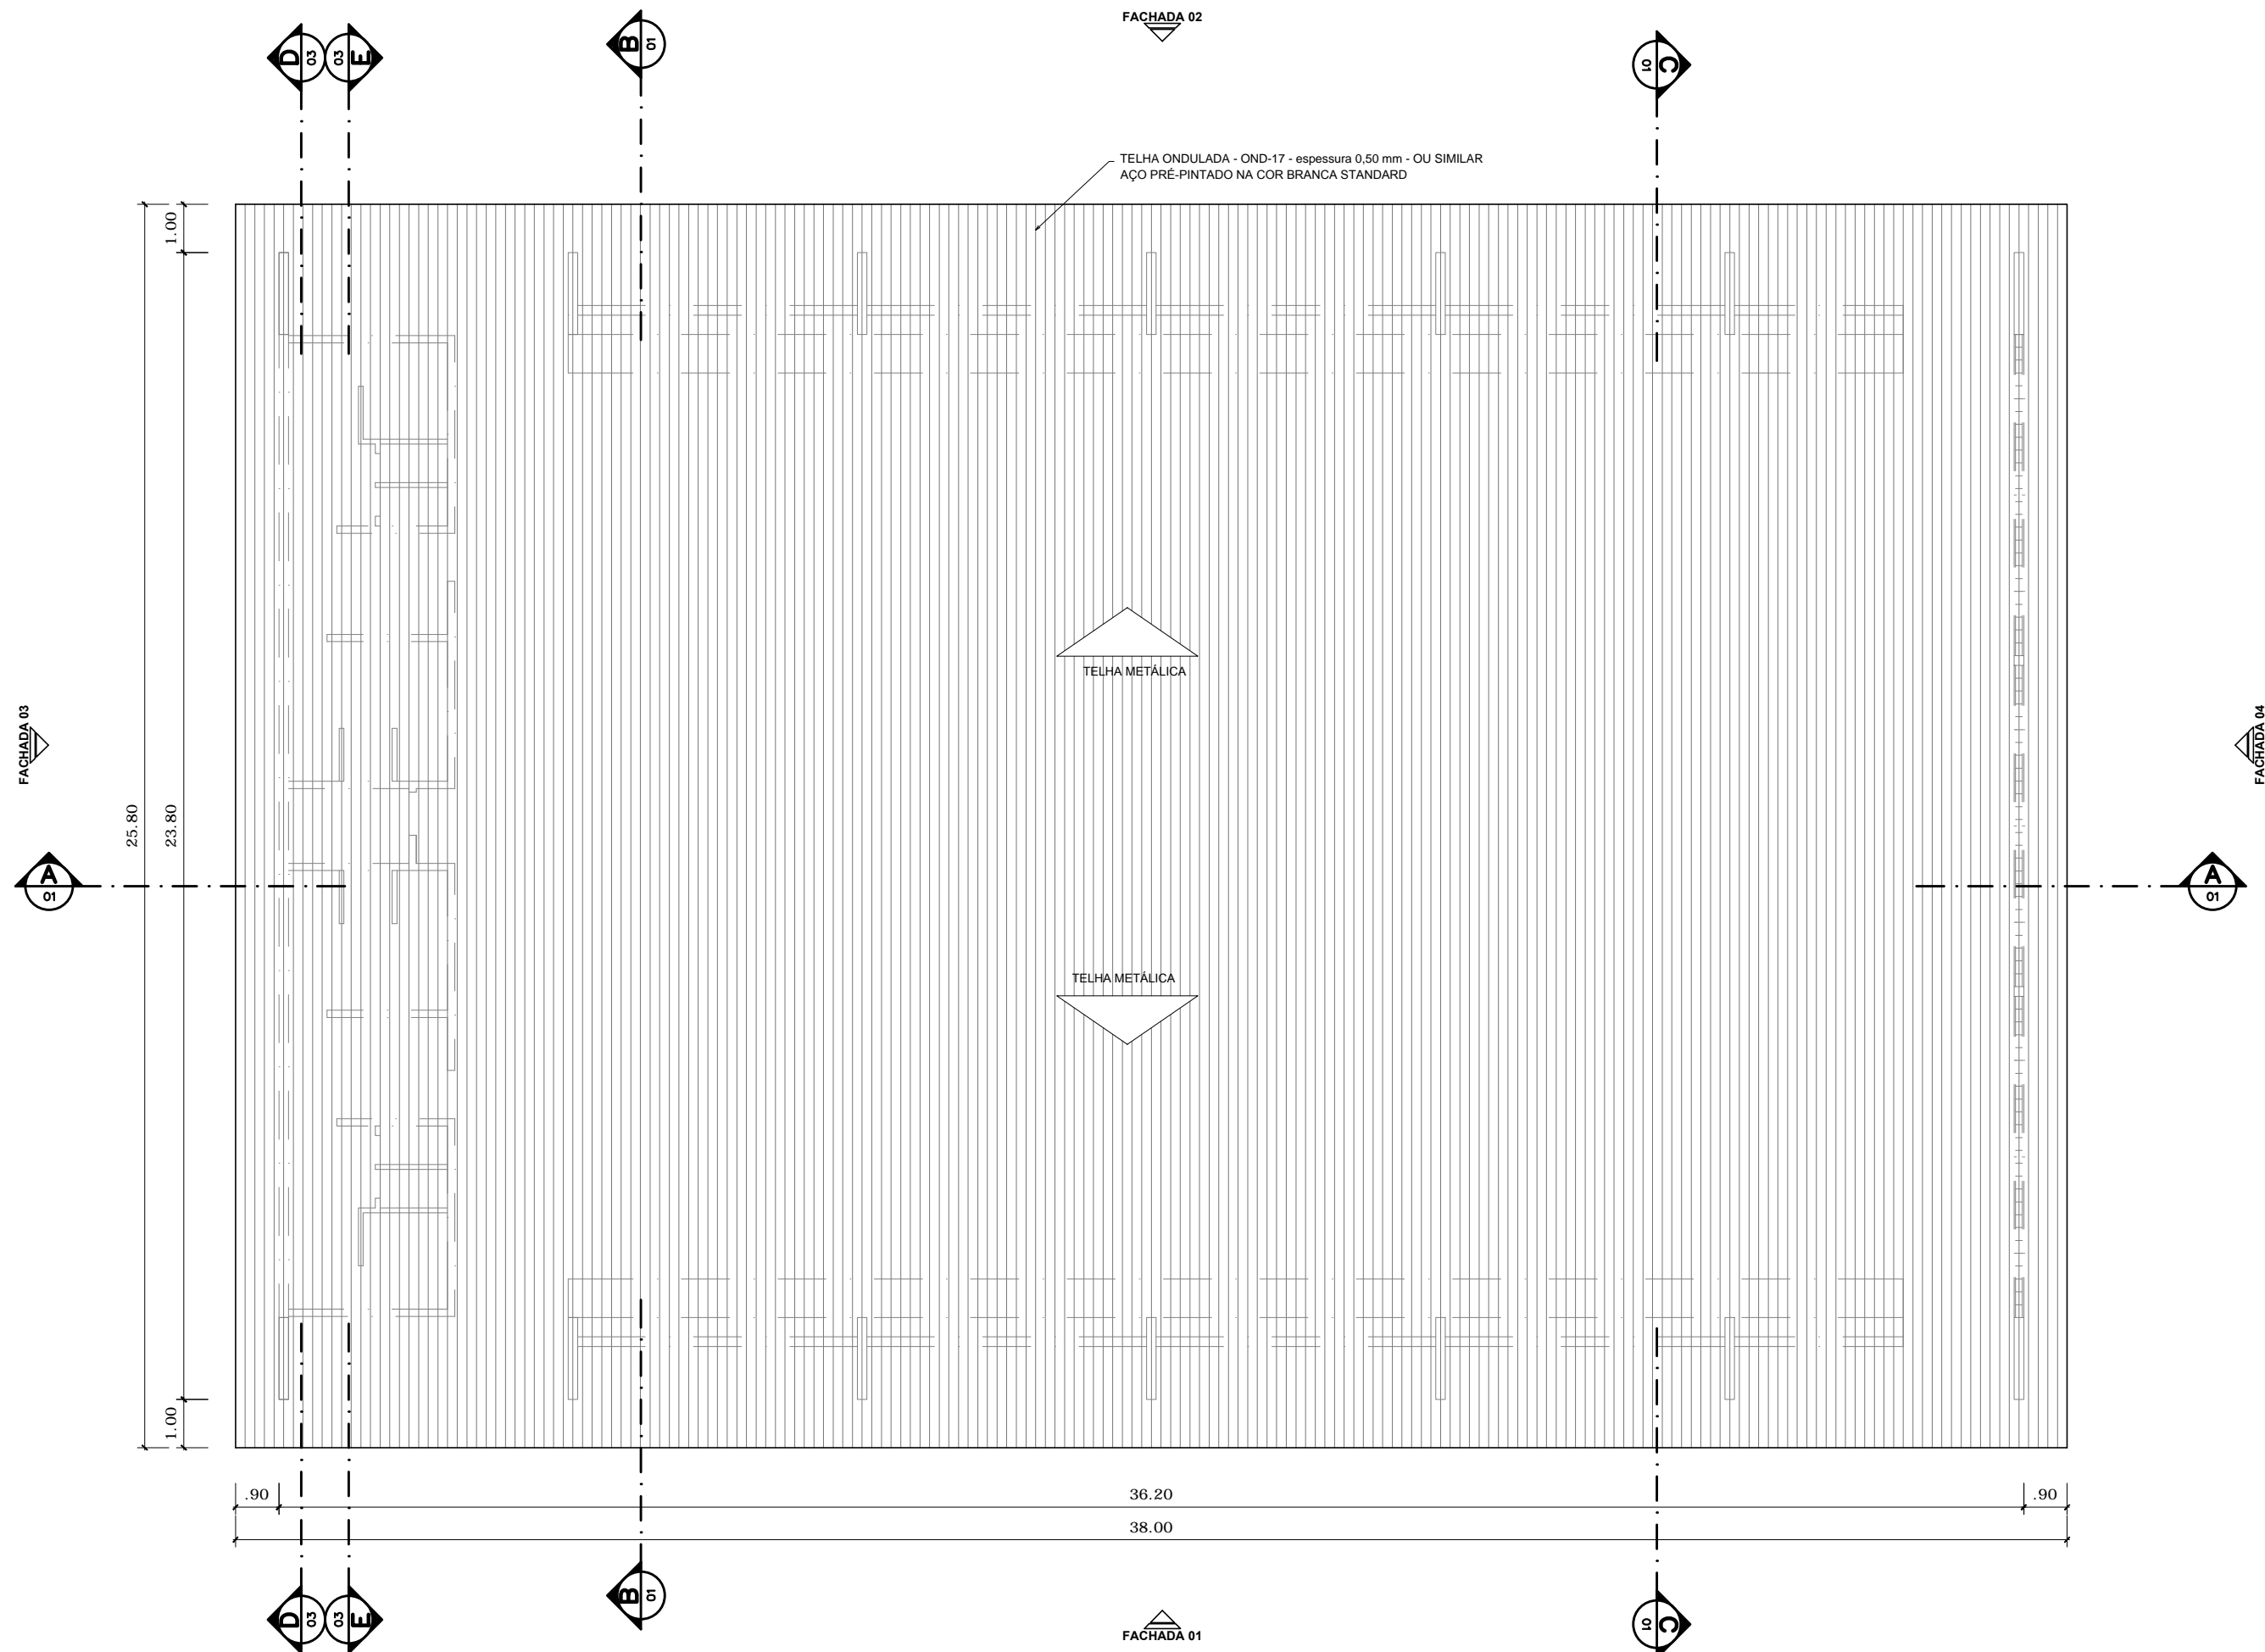 FACHADA 02
D
03
03
E
B
01
01
C
TELHA ONDULADA - OND-17 - espessura 0,50 mm - OU SIMILAR
AÇO PRÉ-PINTADO NA COR BRANCA STANDARD
1.00
TELHA METÁLICA
FACHADA 03
FACHADA 04
25.80
23.80
A
01
A
01
TELHA METÁLICA
1.00
.90
36.20
.90
38.00
D
03
03
E
B
01
01
C
FACHADA 01